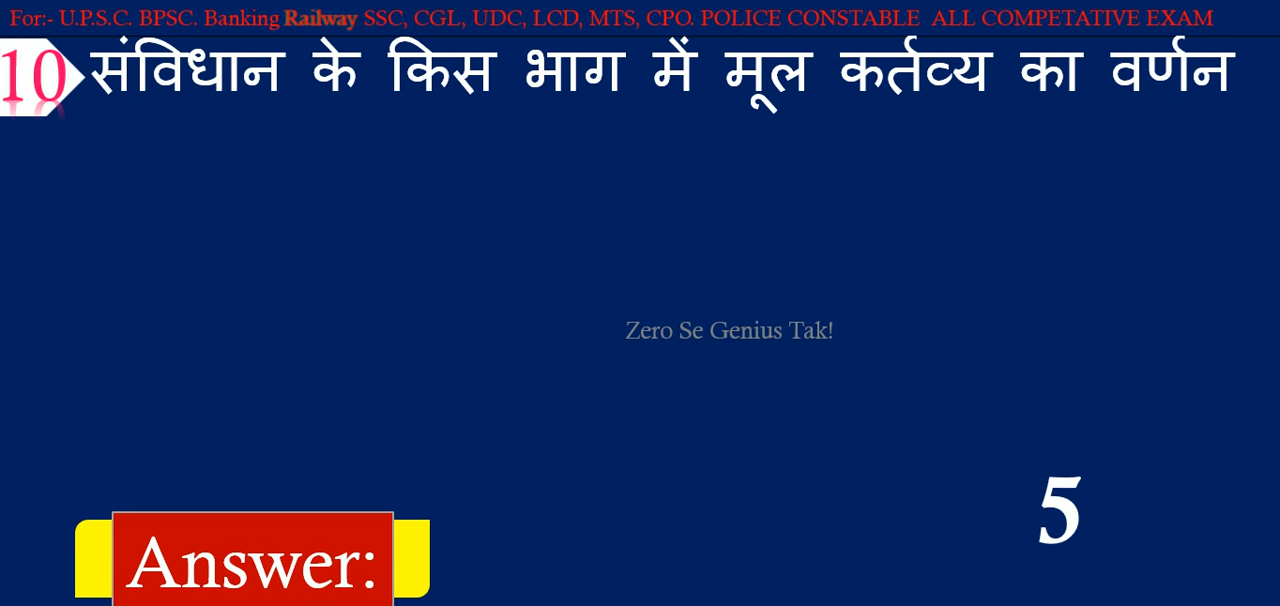 For:- U.P.S.C. BPSC. Banking Railway SSC, CGL, UDC, LCD, MTS, CPO. POLICE CONSTABLE ALL COMPETATIVE EXAM
10 संविधान के किस भाग में मूल कर्तव्य का वर्णन
Zero Se Genius Tak!
5
Answer: